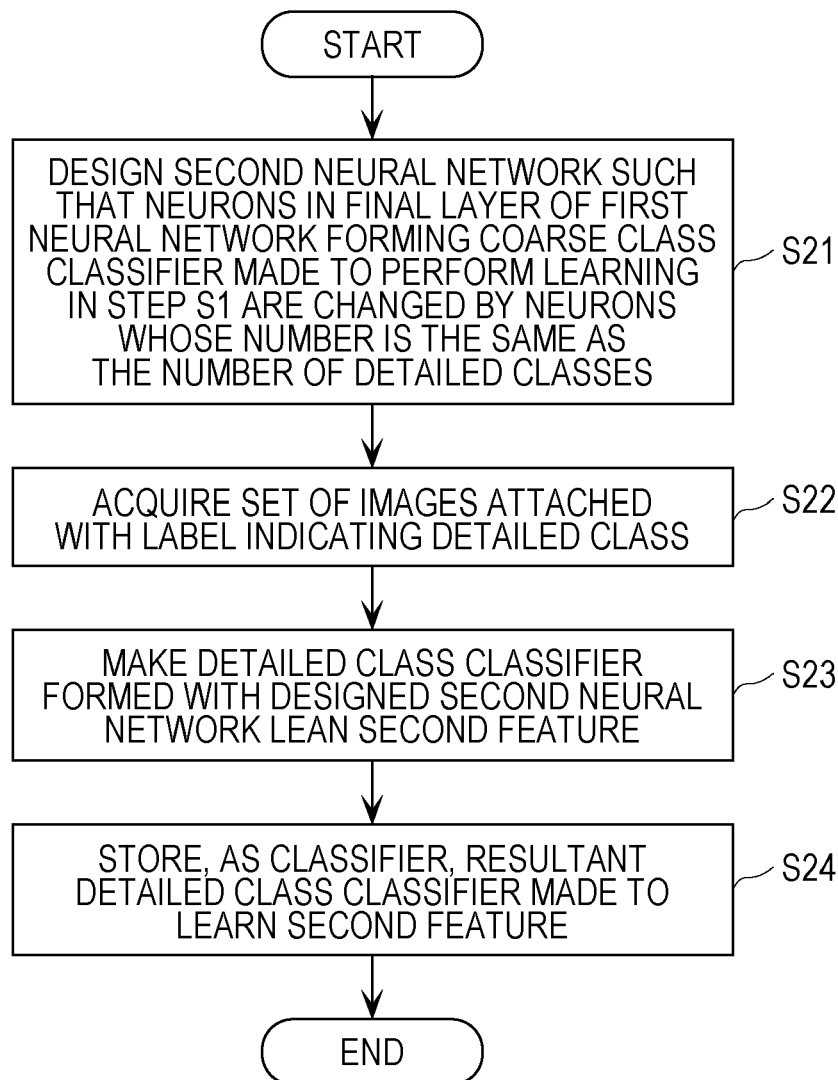 START
DESIGN SECOND NEURAL NETWORK SUCH
THAT NEURONS IN FINAL LAYER OF FIRST
NEURAL NETWORK FORMING COARSE CLASS
CLASSIFIER MADE TO PERFORM LEARNING
IN STEP S1 ARE CHANGED BY NEURONS
WHOSE NUMBER IS THE SAME AS
THE NUMBER OF DETAILED CLASSES
S21
ACQUIRE SET OF IMAGES ATTACHED
WITH LABEL INDICATING DETAILED CLASS
S22
MAKE DETAILED CLASS CLASSIFIER
FORMED WITH DESIGNED SECOND NEURAL
NETWORK LEAN SECOND FEATURE
S23
STORE, AS CLASSIFIER, RESULTANT
DETAILED CLASS CLASSIFIER MADE TO
LEARN SECOND FEATURE
S24
END